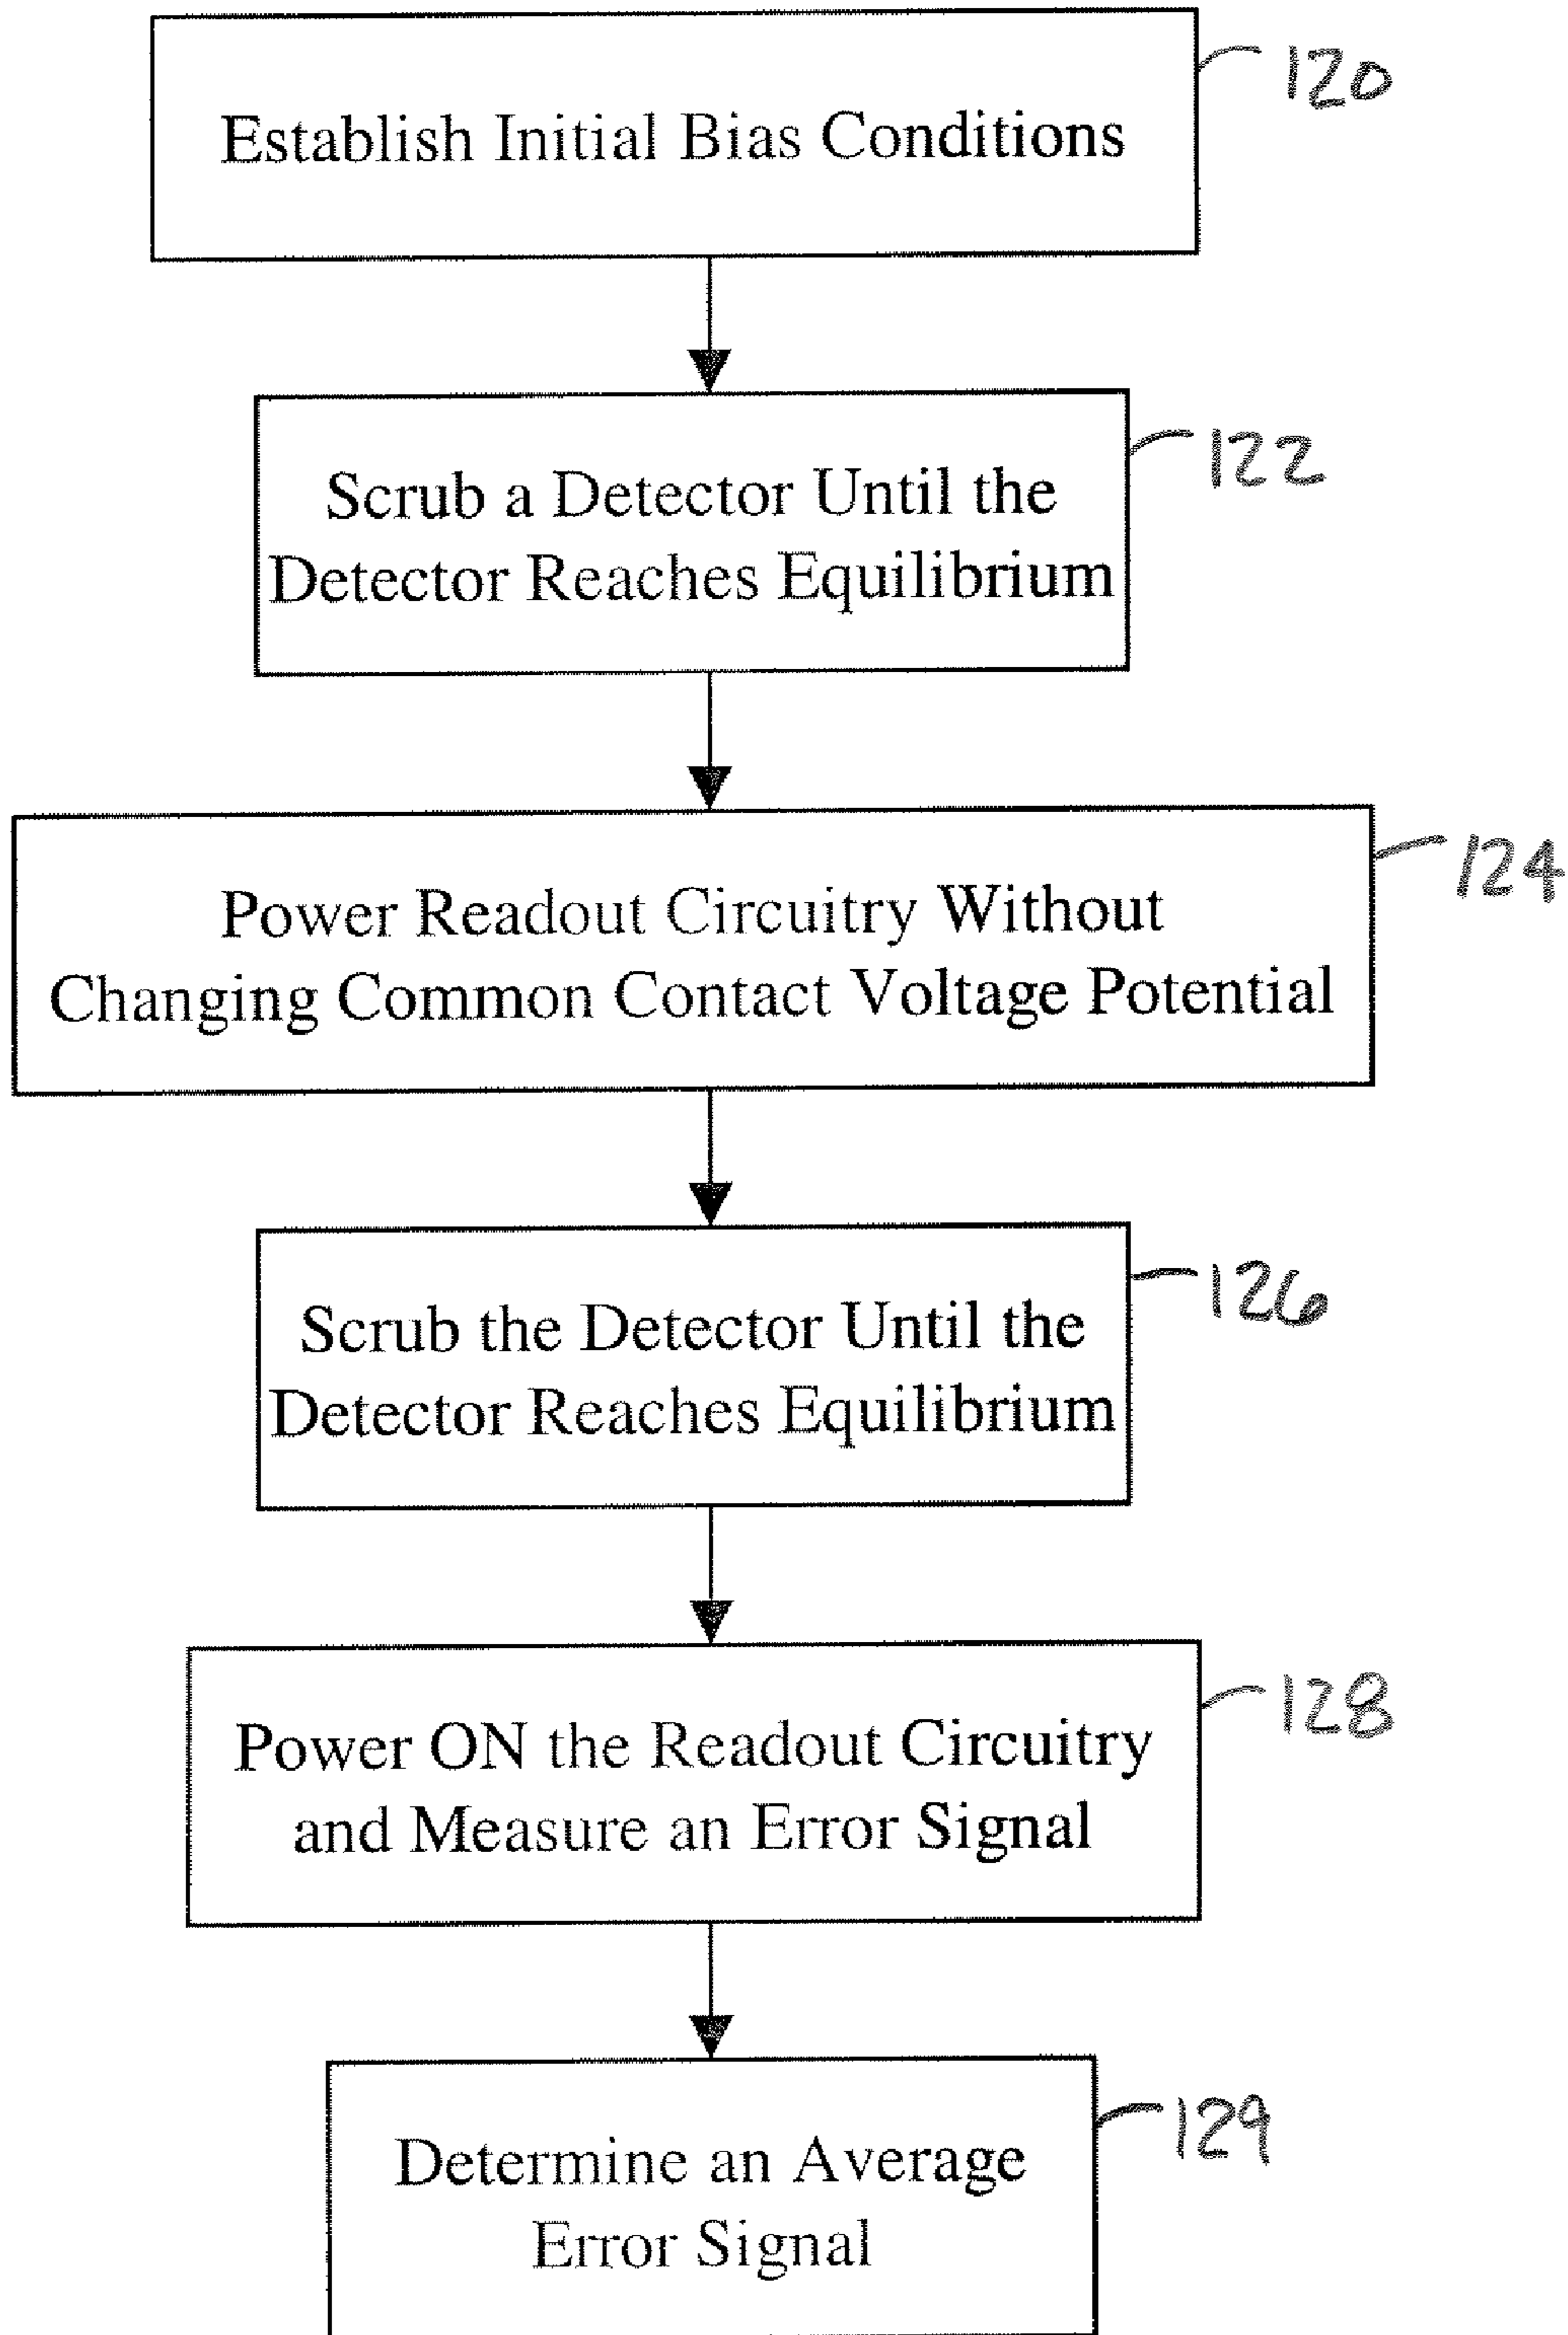 120
Establish Initial Bias Conditions
122
Scrub a Detector Until the
Detector Reaches Equilibrium
124
Power Readout Circuitry Without
Changing Common Contact Voltage Potential
126
Scrub the Detector Until the
Detector Reaches Equilibrium
128
Power ON the Readout Circuitry
and Measure an Error Signal
129
Determine an Average
Error Signal